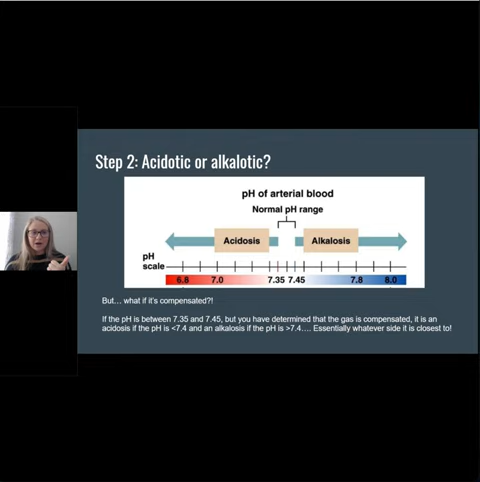 Step 2: Acidotic or alkalotic?
pH of arterial blood
Normal pH range
Acidosis
Alkalosis
pH
scale
6.8 7.0 7.35 7.45 7.8 8.0
But... what if it's compensated?!
If the pH is between 7.35 and 7.45, but you have determined that the gas is compensated, it is an
acidosis if the pH is <7.4 and an alkalosis if the pH is >7.4.... Essentially whatever side it is closest to!